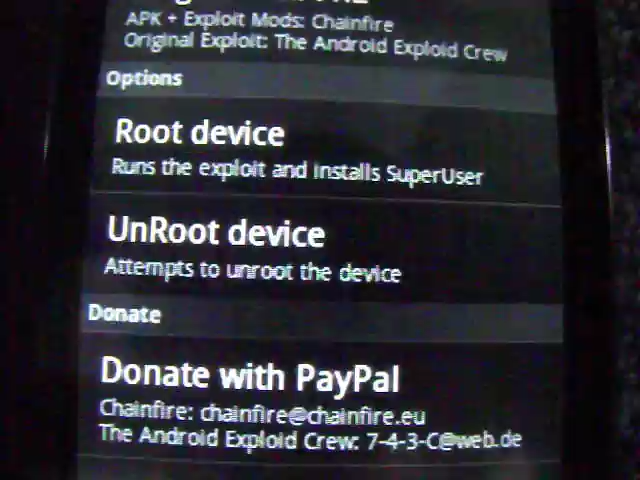 APK + Exploit Mods: Chainfire
Original Exploit: The Android Exploid Crew
Options
Root device
Runs the exploit and installs SuperUser
UnRoot device
Attempts to unroot the device
Donate
Donate with PayPal
Chainfire: chainfire@chainfire.eu
The Android Exploid Crew: 7-4-3-C@web.de